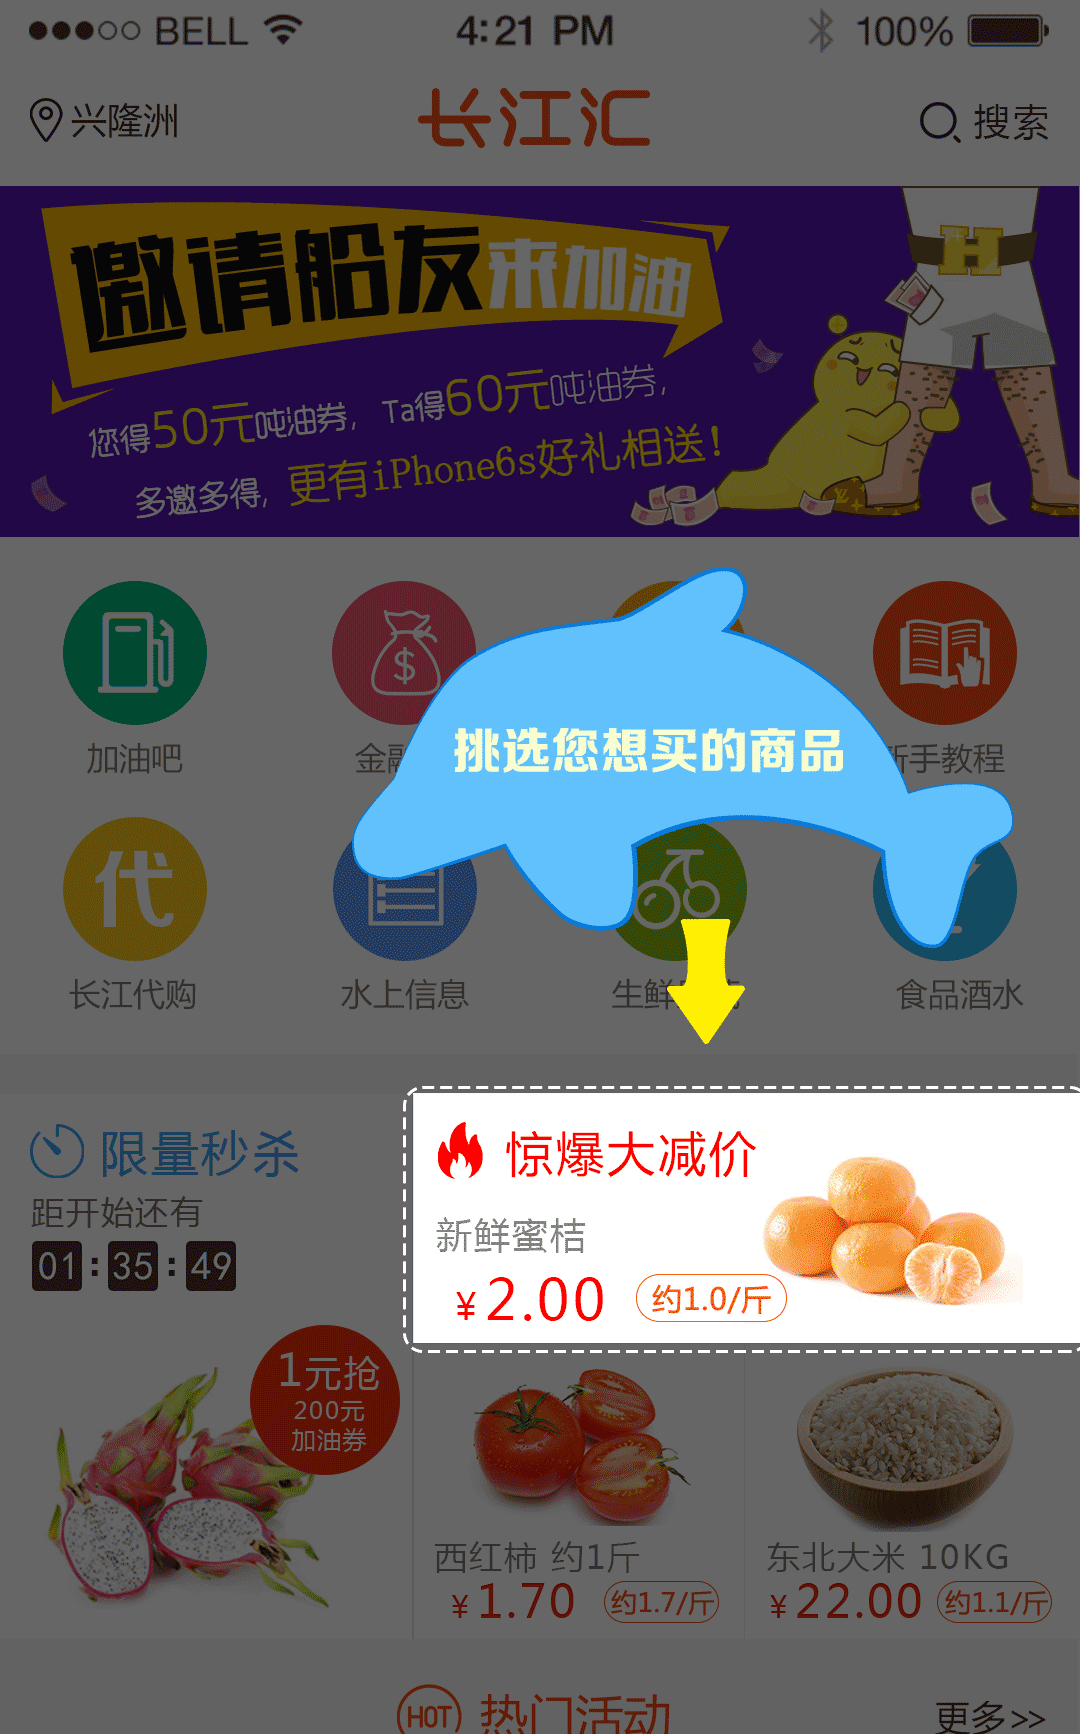 BELL
4:21 PM
100%
兴隆洲
长江汇
搜索
邀请船友来加油
您得50元吨油券, Ta得60元吨油券,
多邀多得, 更有iPhone6s好礼相送!
挑选您想买的商品
加油吧
新手教程
代
长江代购
水上信息
生鲜
食品酒水
限量秒杀
距开始还有
01:35:49
惊爆大减价
新鲜蜜桔
¥2.00 约1.0/斤
1元抢
200元
加油券
西红柿 约1斤
¥1.70 约1.7/斤
东北大米 10KG
¥22.00 约1.1/斤
HOT 热门活动
更多>>